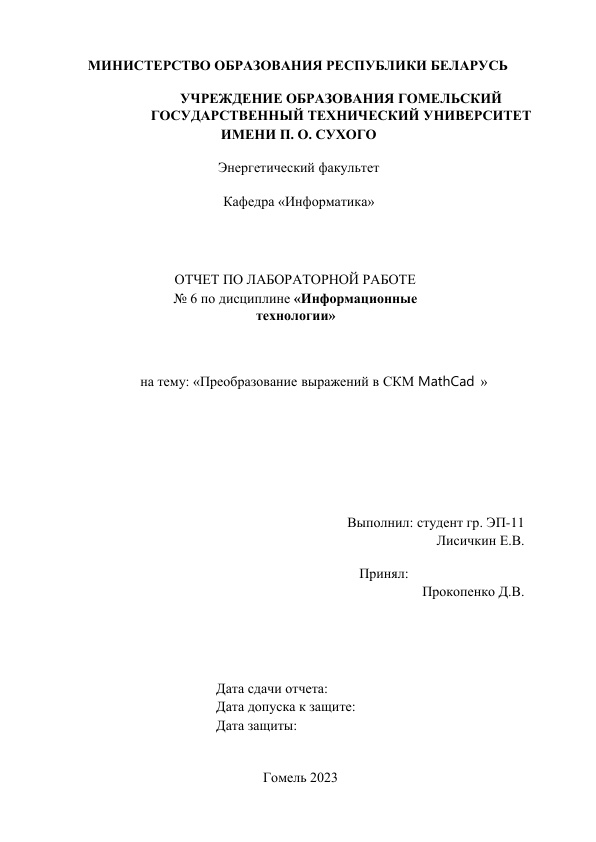 МИНИСТЕРСТВО ОБРАЗОВАНИЯ РЕСПУБЛИКИ БЕЛАРУСЬ
УЧРЕЖДЕНИЕ ОБРАЗОВАНИЯ ГОМЕЛЬСКИЙ
ГОСУДАРСТВЕННЫЙ ТЕХНИЧЕСКИЙ УНИВЕРСИТЕТ
ИМЕНИ П. О. СУХОГО
Энергетический факультет
Кафедра «Информатика»
ОТЧЕТ ПО ЛАБОРАТОРНОЙ РАБОТЕ
№ 6 по дисциплине «Информационные
технологии»
на тему: «Преобразование выражений в СКМ MathCad »
Выполнил: студент гр. ЭП-11
Лисичкин Е.В.
Принял:
Прокопенко Д.В.
Дата сдачи отчета:
Дата допуска к защите:
Дата защиты:
Гомель 2023